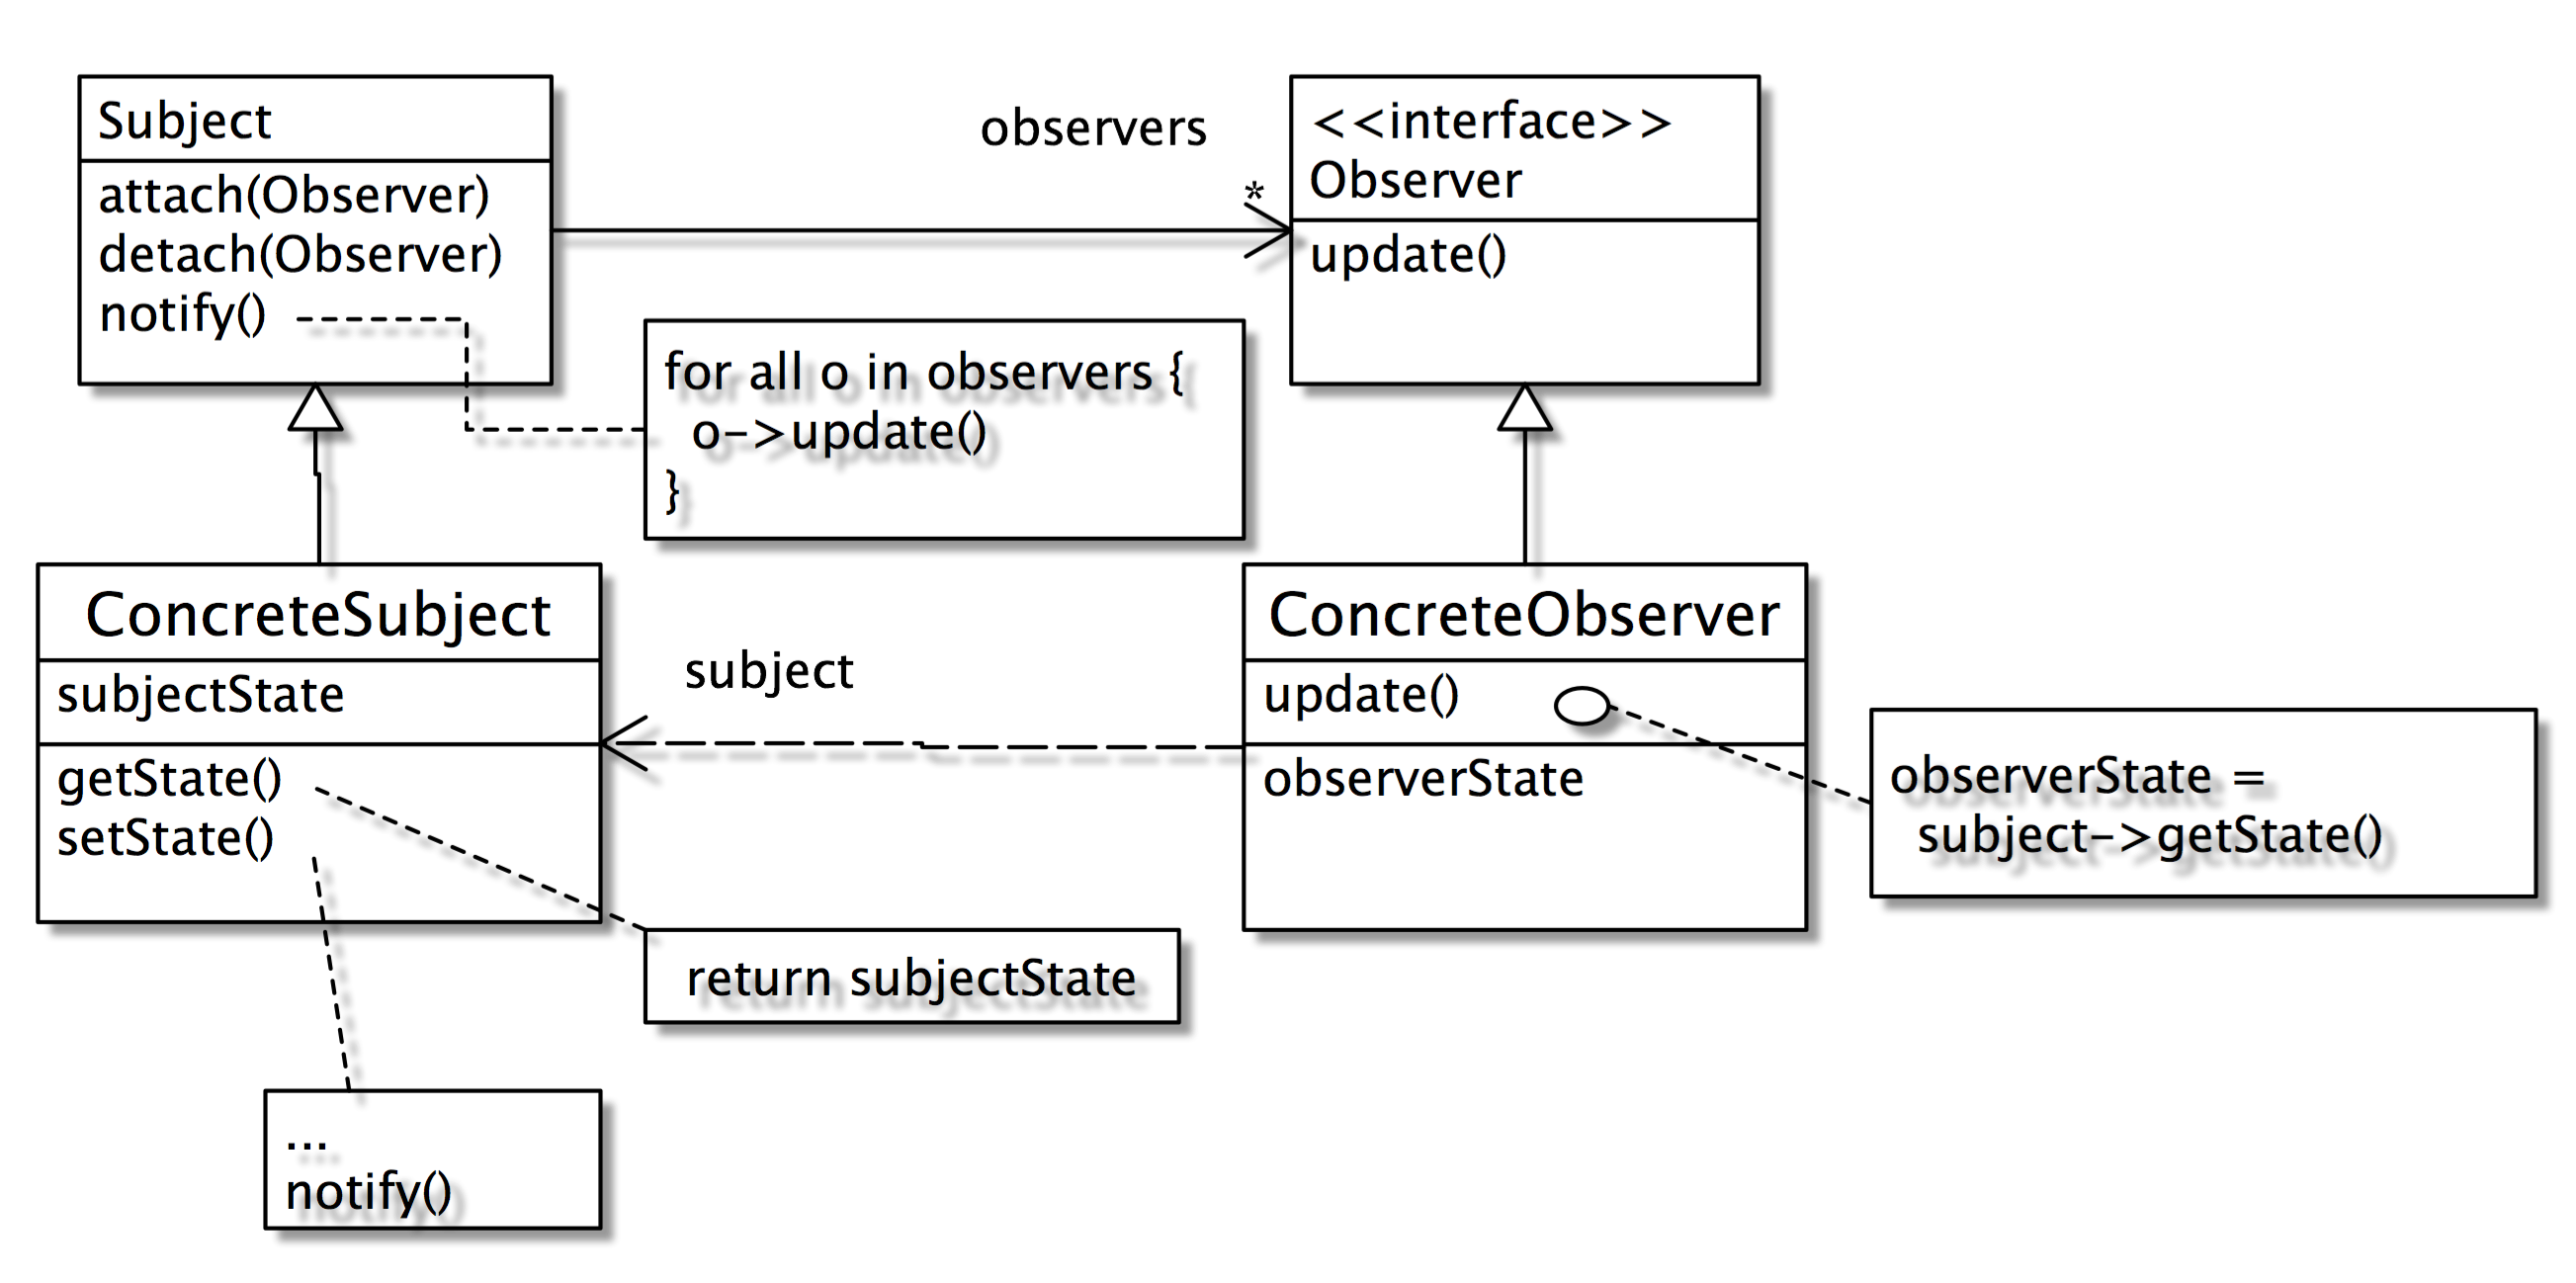 Subject
attach(Observer)
detach(Observer)
notify()
observers
*
<<interface>>
Observer
update()
for all o in observers {
o->update()
}
ConcreteSubject
subjectState
getState()
setState()
subject
ConcreteObserver
update()
observerState
observerState =
subject->getState()
return subjectState
...
notify()